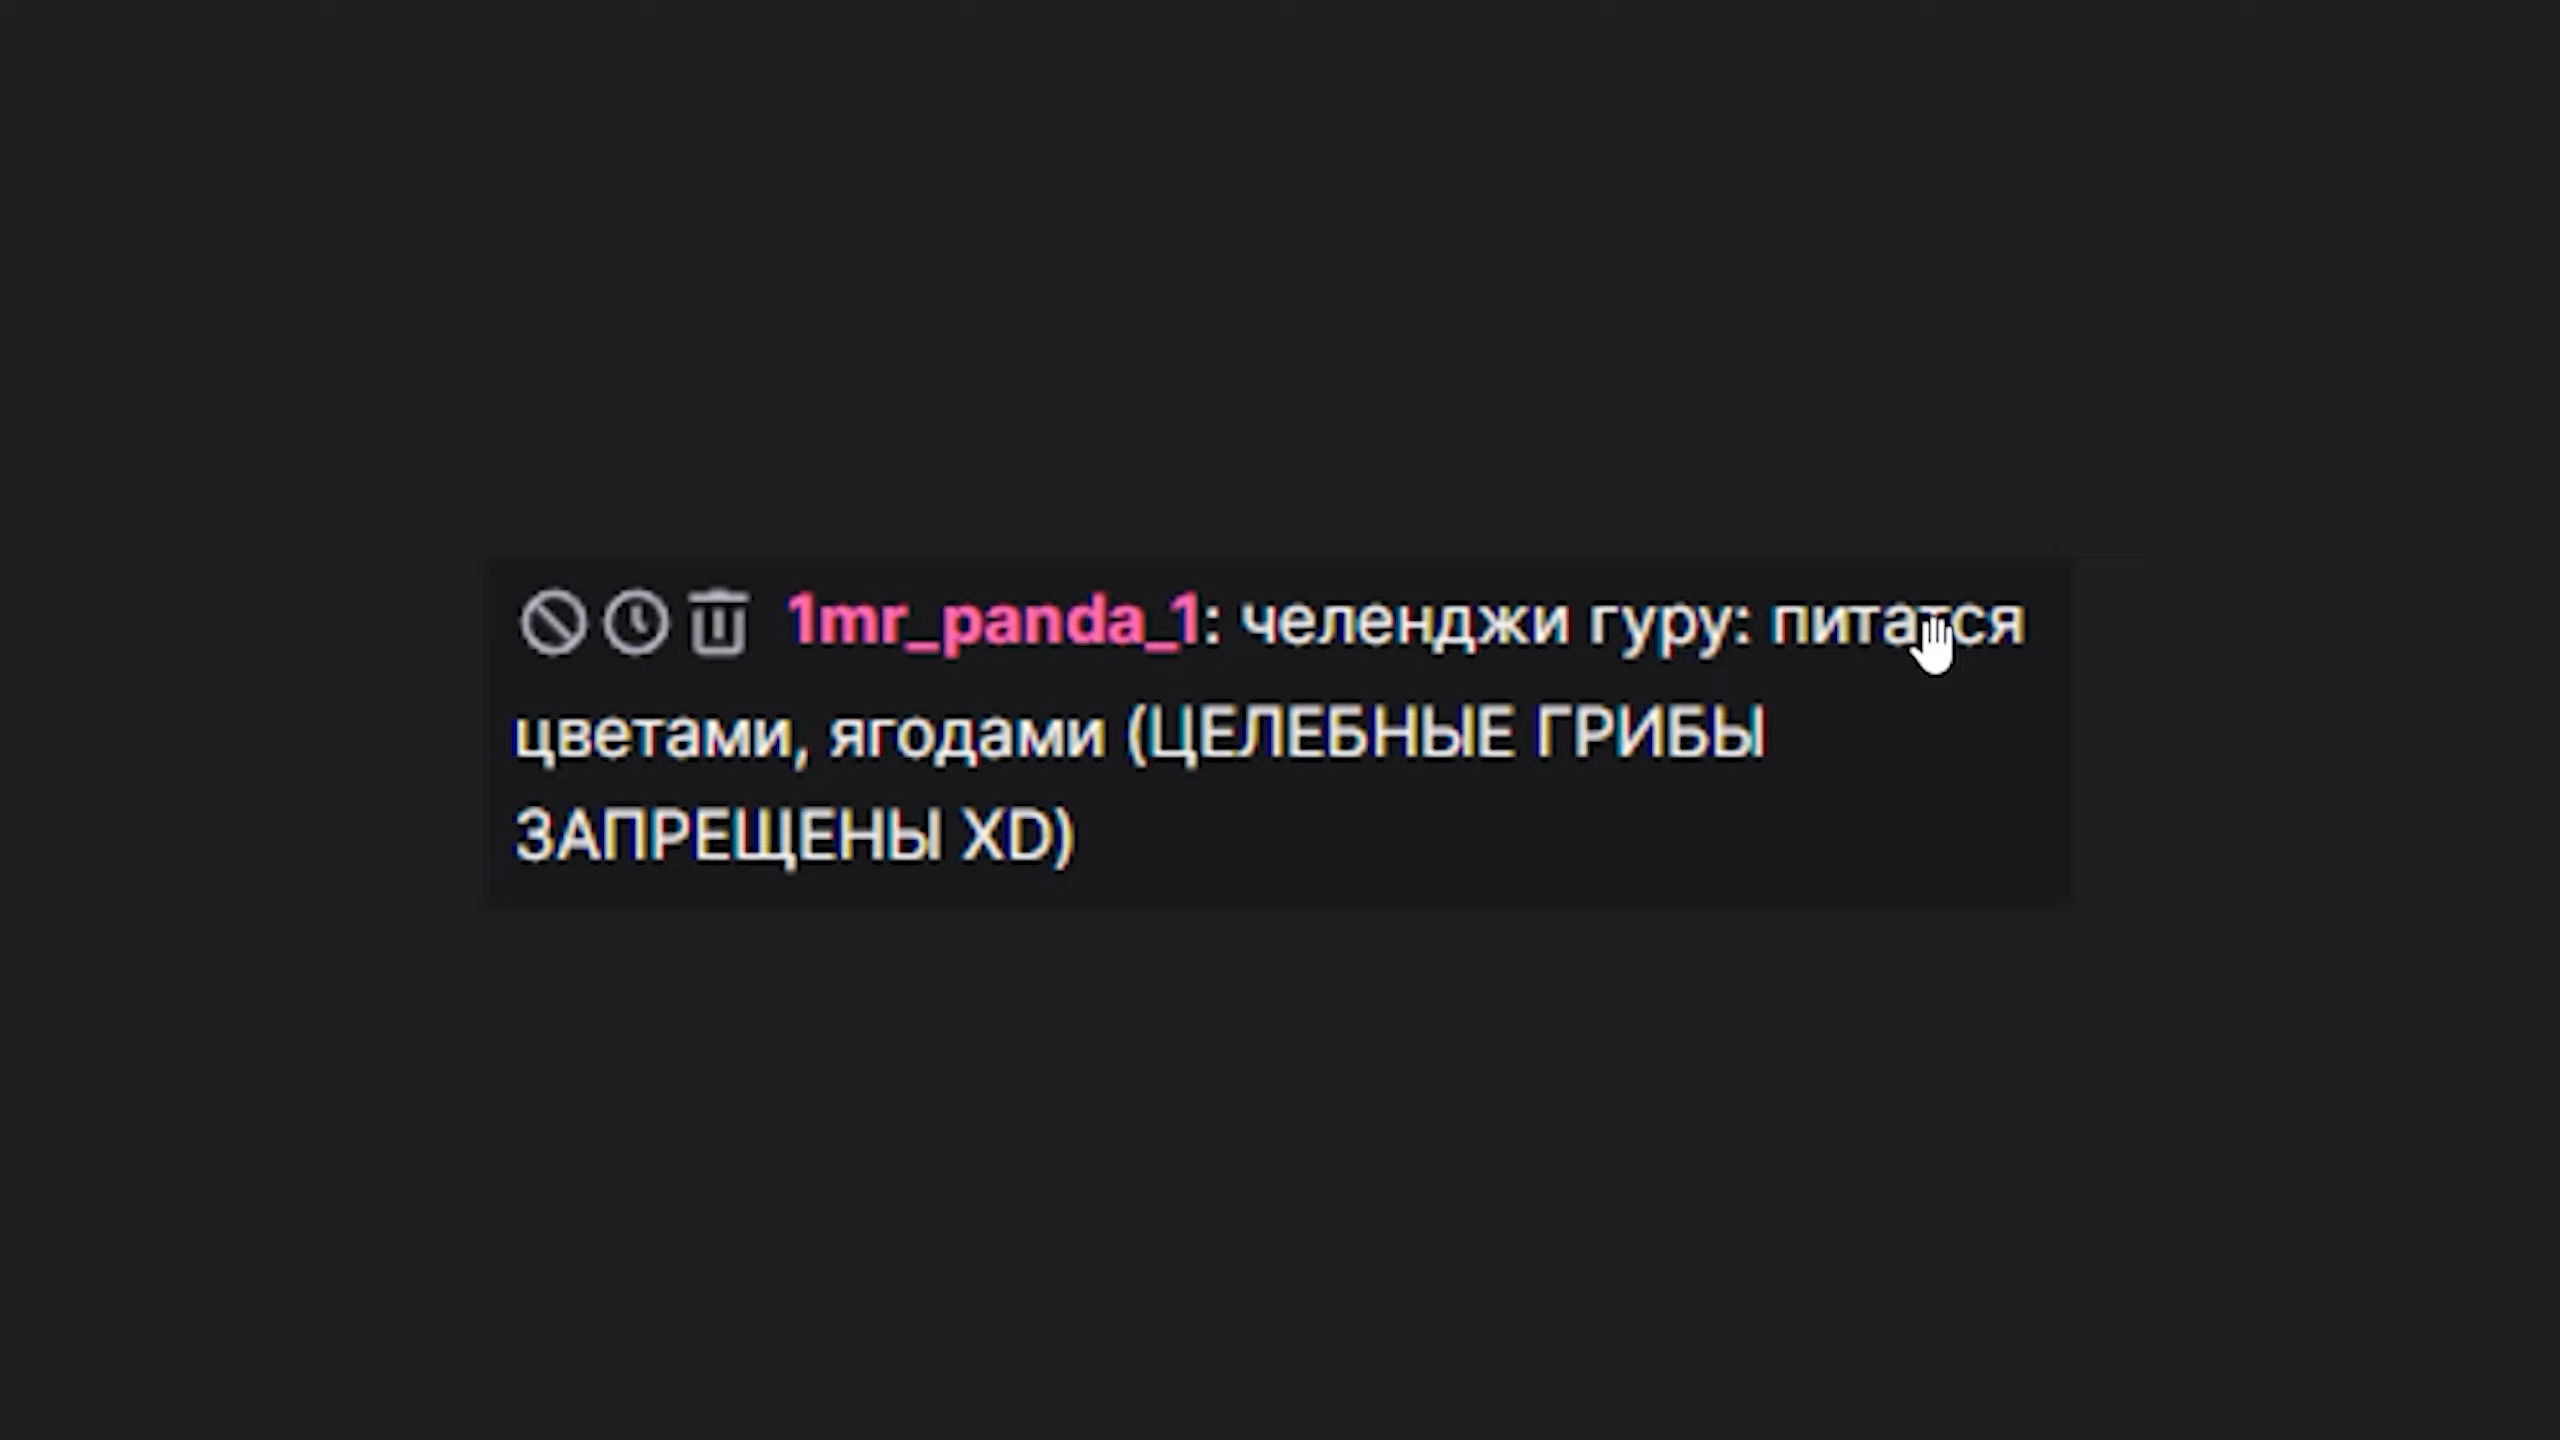 1mr_panda_1: челенджи гуру: питатся
цветами, ягодами (ЦЕЛЕБНЫЕ ГРИБЫ
ЗАПРЕЩЕНЫ XD)